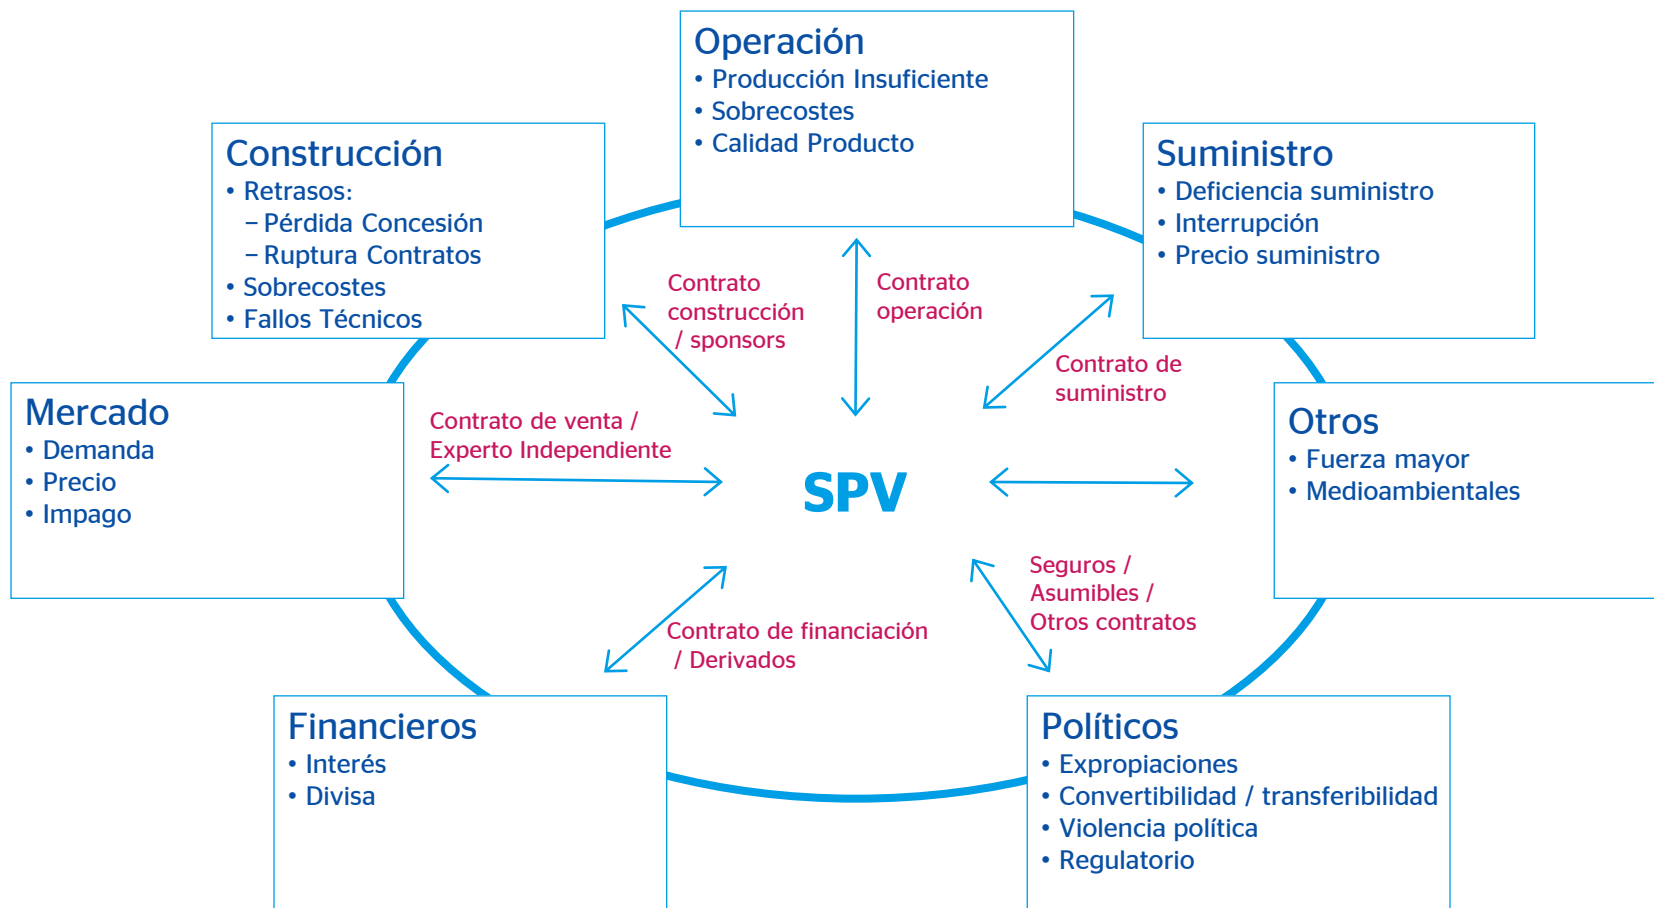 Operación
• Producción Insuficiente
• Sobrecostes
• Calidad Producto
Construcción
• Retrasos:
– Pérdida Concesión
– Ruptura Contratos
• Sobrecostes
• Fallos Técnicos
Suministro
• Deficiencia suministro
• Interrupción
• Precio suministro
Contrato
construcción
/ sponsors
Contrato
operación
Contrato de
suministro
Mercado
• Demanda
• Precio
• Impago
Contrato de venta /
Experto Independiente
SPV
Otros
• Fuerza mayor
• Medioambientales
Contrato de financiación
/ Derivados
Seguros /
Asumibles /
Otros contratos
Financieros
• Interés
• Divisa
Políticos
• Expropiaciones
• Convertibilidad / transferibilidad
• Violencia política
• Regulatorio